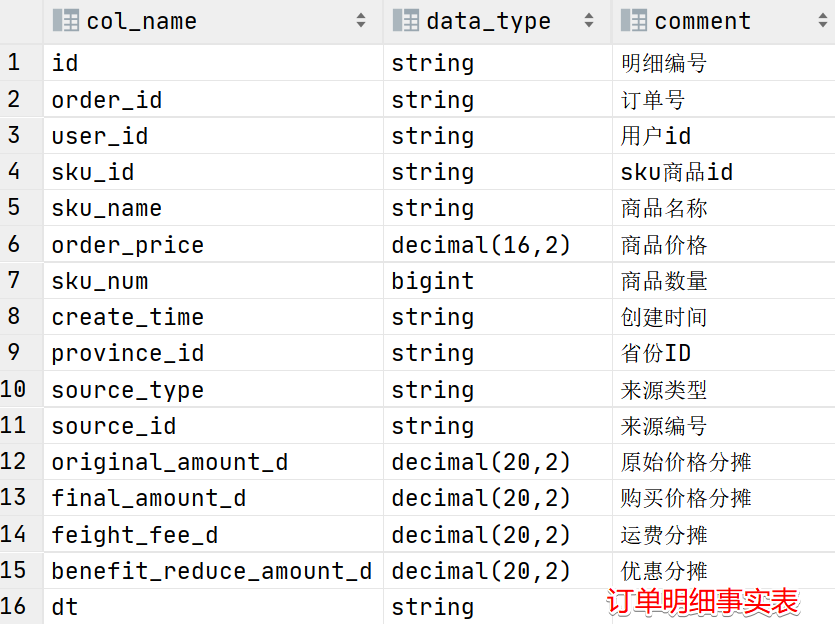 col_name data_type comment
1 id string 明细编号
2 order_id string 订单号
3 user_id string 用户id
4 sku_id string sku商品id
5 sku_name string 商品名称
6 order_price decimal(16,2) 商品价格
7 sku_num bigint 商品数量
8 create_time string 创建时间
9 province_id string 省份ID
10 source_type string 来源类型
11 source_id string 来源编号
12 original_amount_d decimal(20,2) 原始价格分摊
13 final_amount_d decimal(20,2) 购买价格分摊
14 feight_fee_d decimal(20,2) 运费分摊
15 benefit_reduce_amount_d decimal(20,2) 优惠分摊
16 dt string 订单明细事实表